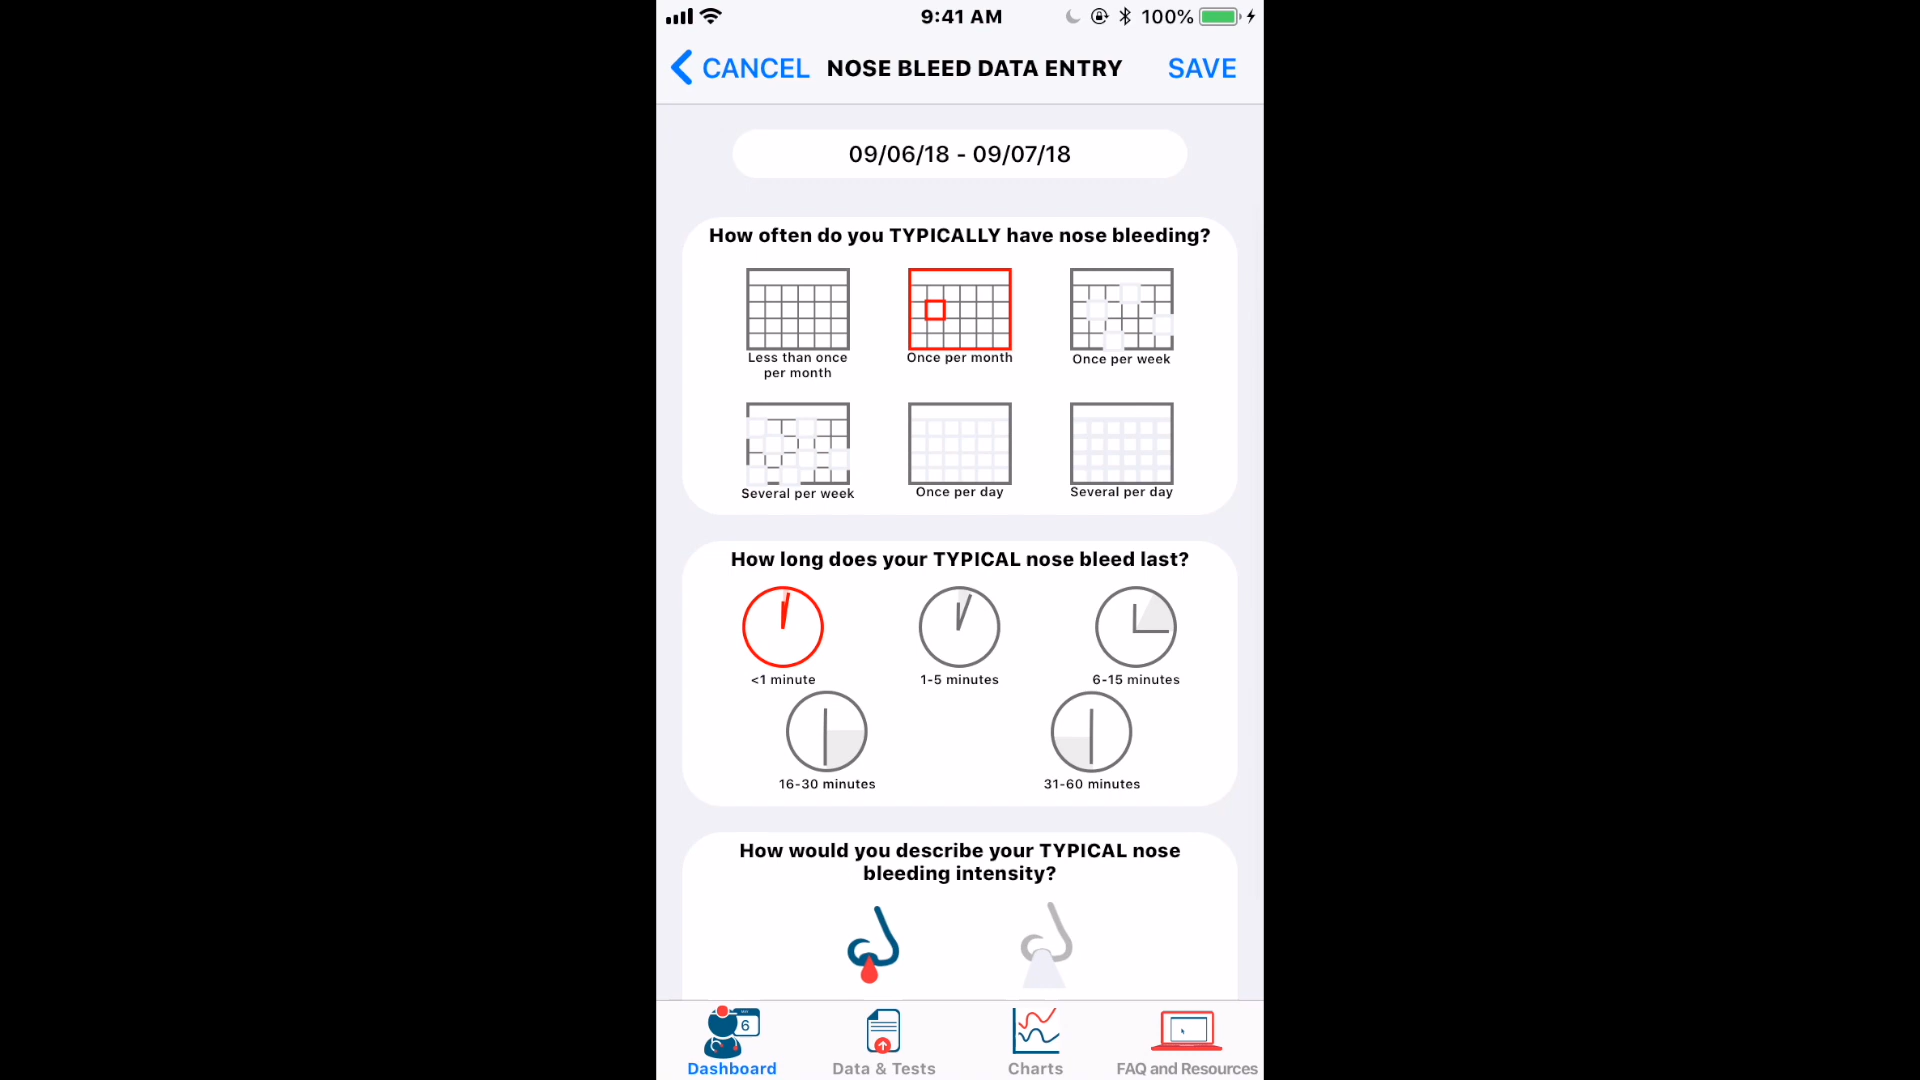 9:41 AM
100%
CANCEL
NOSE BLEED DATA ENTRY
SAVE
09/06/18 - 09/07/18
How often do you TYPICALLY have nose bleeding?
Less than once
per month
Once per month
Once per week
Several per week
Once per day
Several per day
How long does your TYPICAL nose bleed last?
<1 minute
1-5 minutes
6-15 minutes
16-30 minutes
31-60 minutes
How would you describe your TYPICAL nose
bleeding intensity?
6
Dashboard
Data & Tests
Charts
FAQ and Resources